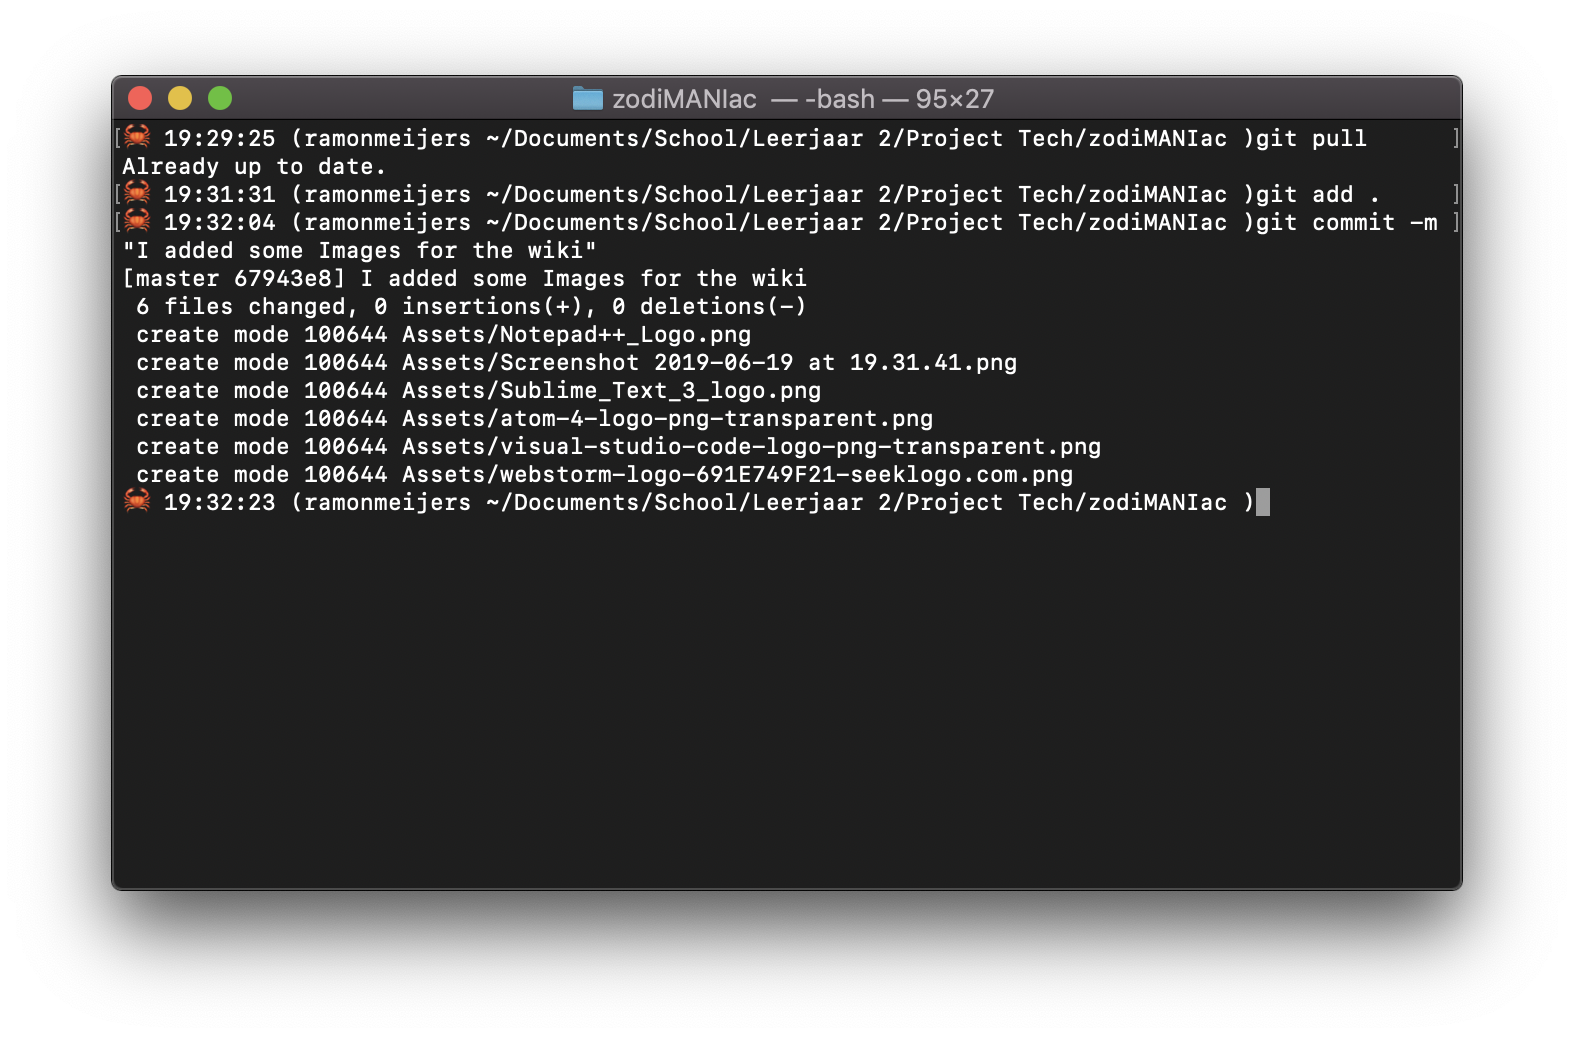 zodiMANIac — -bash — 95×27
[🦀 19:29:25 (ramonmeijers ~/Documents/School/Leerjaar 2/Project Tech/zodiMANIac )git pull ]
Already up to date.
[🦀 19:31:31 (ramonmeijers ~/Documents/School/Leerjaar 2/Project Tech/zodiMANIac )git add . ]
[🦀 19:32:04 (ramonmeijers ~/Documents/School/Leerjaar 2/Project Tech/zodiMANIac )git commit -m ]
"I added some Images for the wiki"
[master 67943e8] I added some Images for the wiki
 6 files changed, 0 insertions(+), 0 deletions(-)
 create mode 100644 Assets/Notepad++_Logo.png
 create mode 100644 Assets/Screenshot 2019-06-19 at 19.31.41.png
 create mode 100644 Assets/Sublime_Text_3_logo.png
 create mode 100644 Assets/atom-4-logo-png-transparent.png
 create mode 100644 Assets/visual-studio-code-logo-png-transparent.png
 create mode 100644 Assets/webstorm-logo-691E749F21-seeklogo.com.png
🦀 19:32:23 (ramonmeijers ~/Documents/School/Leerjaar 2/Project Tech/zodiMANIac )